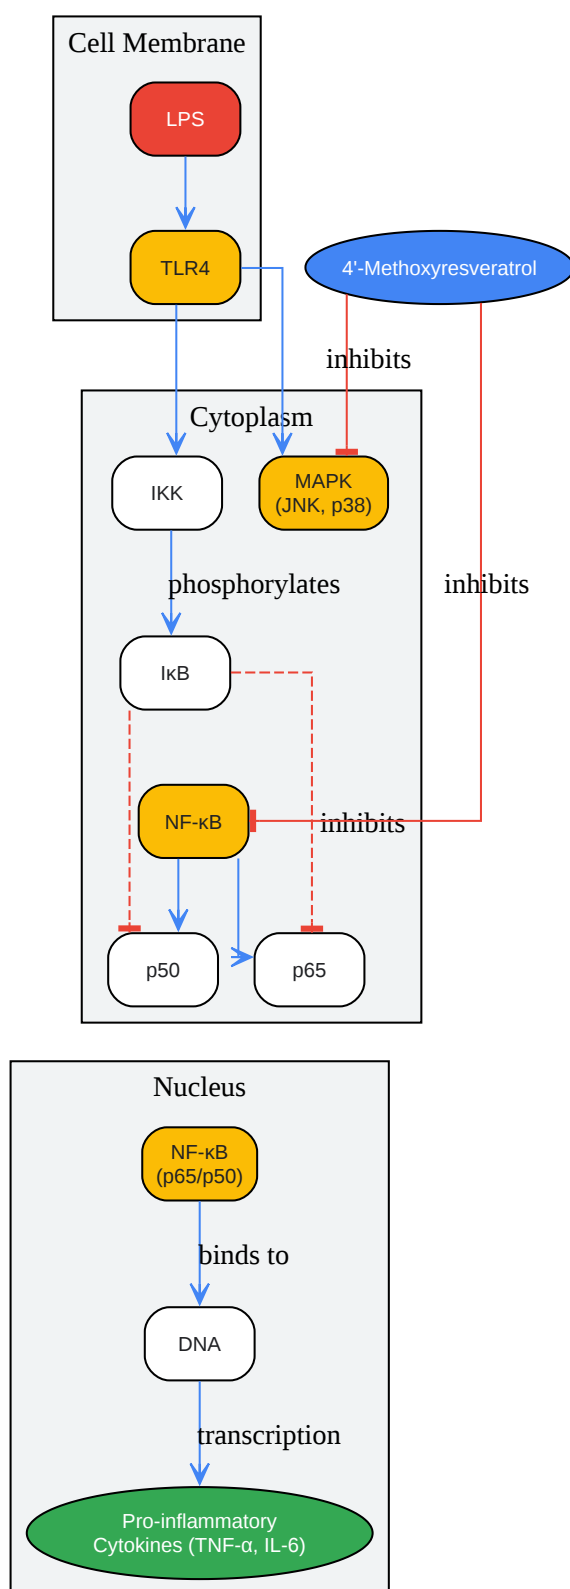 Cell Membrane
LPS
TLR4
4'-Methoxyresveratrol
inhibits
Cytoplasm
IKK
MAPK
(JNK, p38)
phosphorylates
inhibits
IκB
NF-κB
inhibits
p50
p65
Nucleus
NF-κB
(p65/p50)
binds to
DNA
transcription
Pro-inflammatory
Cytokines (TNF-α, IL-6)